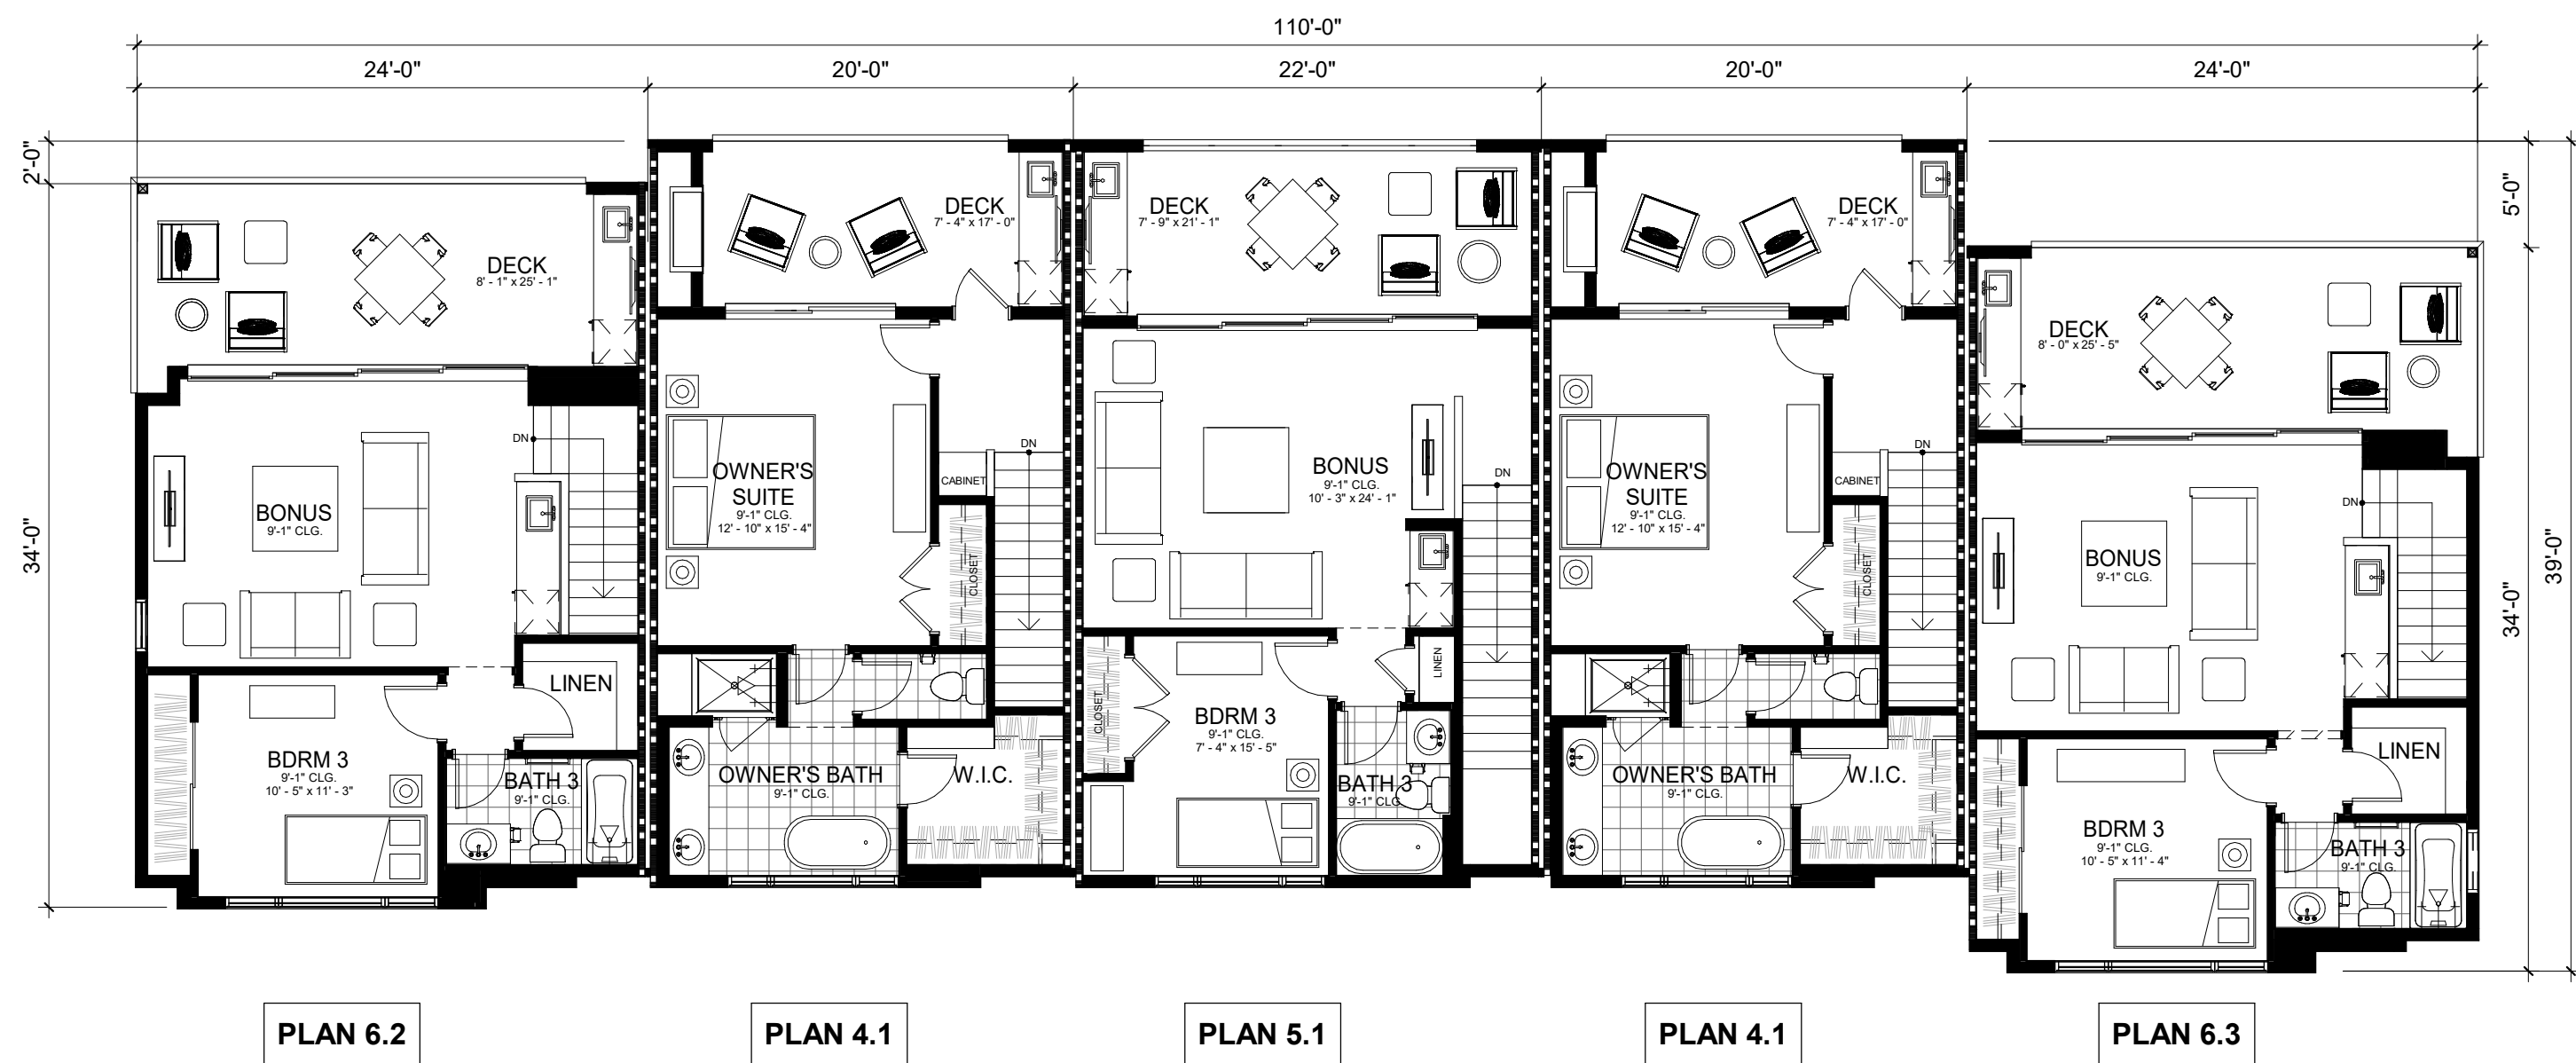 110'-0"
24'-0"
20'-0"
22'-0"
20'-0"
24'-0"
2'-0"
34'-0"
5'-0"
34'-0"
39'-0"
DECK
8' - 1" x 25' - 1"
BONUS
9'-1" CLG.
DN
LINEN
BDRM 3
9'-1" CLG.
10' - 5" x 11' - 3"
BATH 3
9'-1" CLG.
DECK
7' - 4" x 17' - 0"
OWNER'S
SUITE
9'-1" CLG.
12' - 10" x 15' - 4"
DN
CABINET
CLOSET
OWNER'S BATH
9'-1" CLG.
W.I.C.
DECK
7' - 9" x 21' - 1"
BONUS
9'-1" CLG.
10' - 3" x 24' - 1"
DN
LINEN
CLOSET
BDRM 3
9'-1" CLG.
7' - 4" x 15' - 5"
BATH 3
9'-1" CLG.
DECK
7' - 4" x 17' - 0"
OWNER'S
SUITE
9'-1" CLG.
12' - 10" x 15' - 4"
DN
CABINET
CLOSET
OWNER'S BATH
9'-1" CLG.
W.I.C.
DECK
8' - 0" x 25' - 5"
BONUS
9'-1" CLG.
DN
LINEN
BDRM 3
9'-1" CLG.
10' - 5" x 11' - 4"
BATH 3
9'-1" CLG.
PLAN 6.2
PLAN 4.1
PLAN 5.1
PLAN 4.1
PLAN 6.3